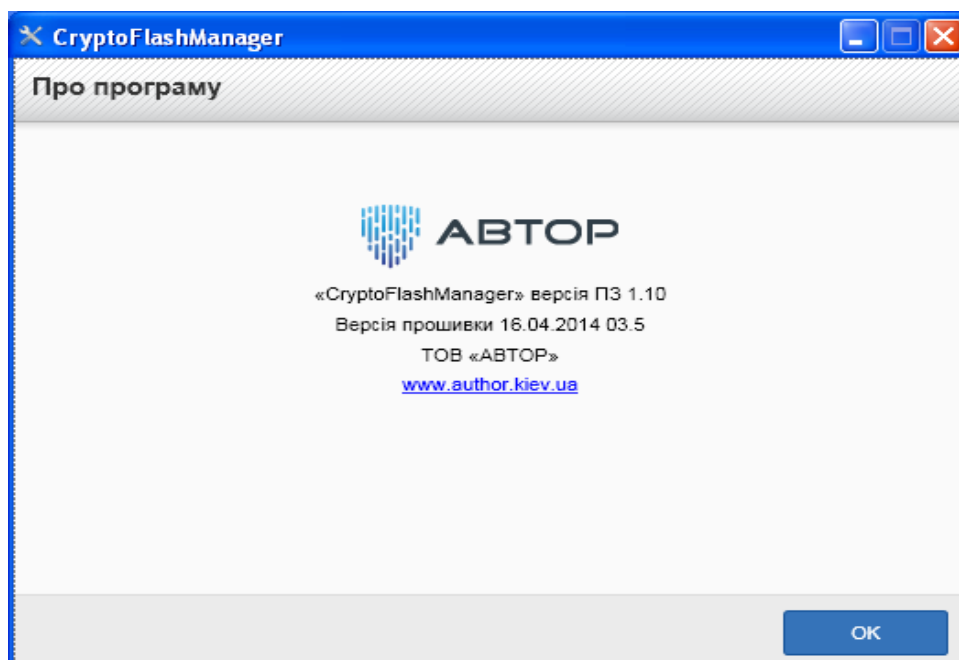 CryptoFlashManager
Про програму
АВТОР
«CryptoFlashManager» версія ПЗ 1.10
Версія прошивки 16.04.2014 03.5
ТОВ «АВТОР»
www.author.kiev.ua
ОК